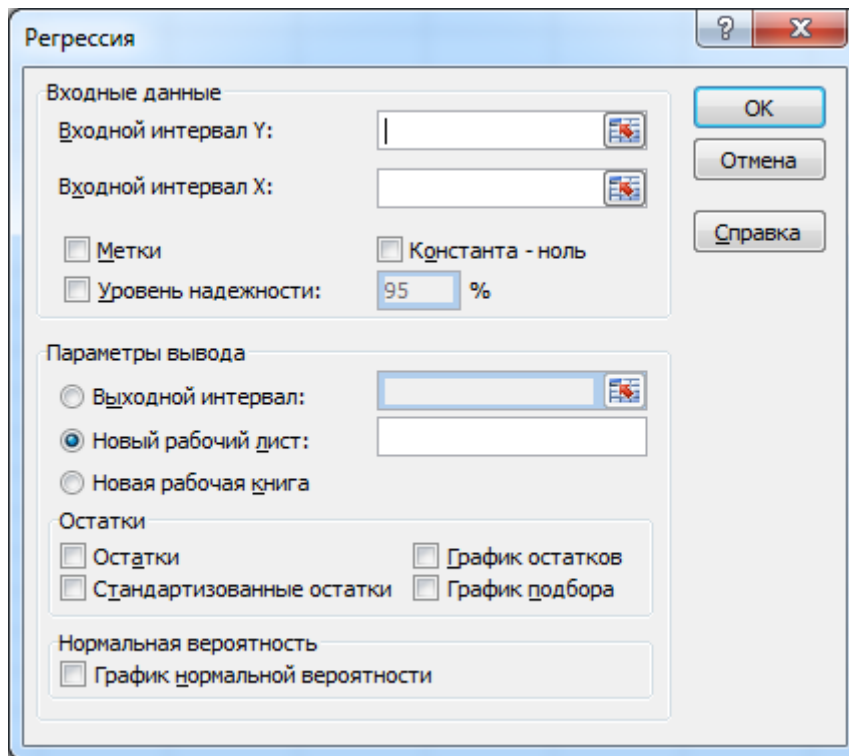 Регрессия
?
Входные данные
Входной интервал Y:
Входной интервал X:
Метки
Константа - ноль
Уровень надежности:
95
%
OK
Отмена
Справка
Параметры вывода
Выходной интервал:
Новый рабочий лист:
Новая рабочая книга
Остатки
Остатки
График остатков
Стандартизованные остатки
График подбора
Нормальная вероятность
График нормальной вероятности